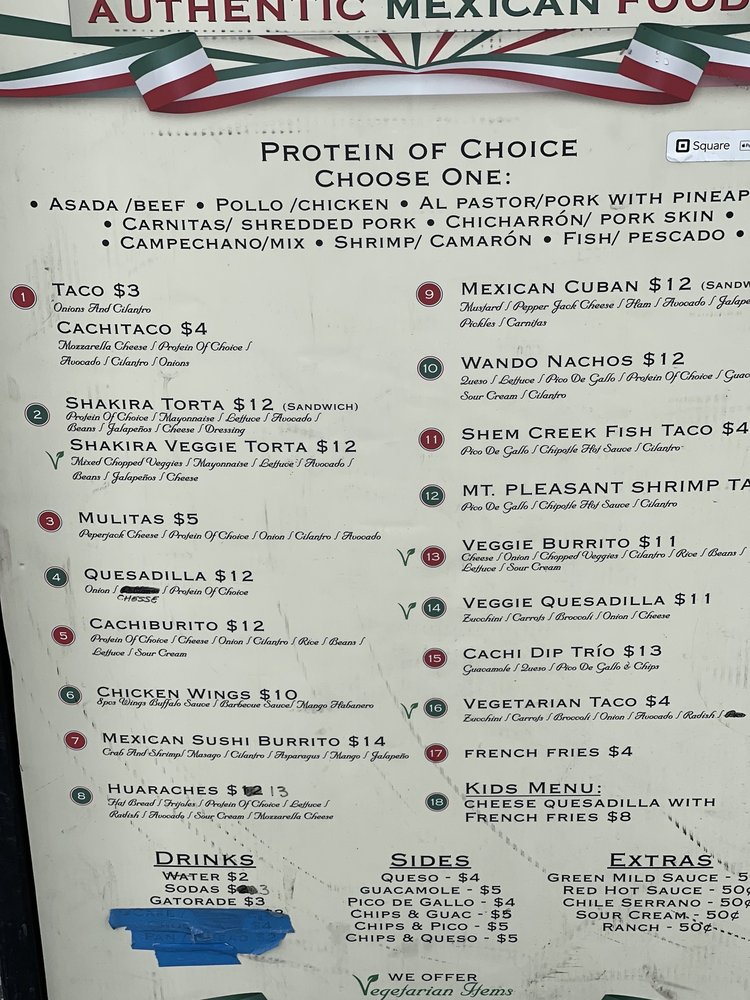 AUTHENTIC MEXICAN FOOD
Square
PROTEIN OF CHOICE
CHOOSE ONE:
• ASADA /BEEF • POLLO /CHICKEN • AL PASTOR/PORK WITH PINEAP
• CARNITAS/ SHREDDED PORK • CHICHARRÓN/ PORK SKIN •
• CAMPECHANO/MIX • SHRIMP/ CAMARÓN • FISH/ PESCADO •
1 TACO $3
Onions And Cilantro
CACHITACO $4
Mozzarella Cheese / Protein Of Choice /
Avocado / Cilantro / Onions
2 SHAKIRA TORTA $12 (SANDWICH)
Protein Of Choice / Mayonnaise / Lettuce / Avocado /
Beans / Jalapeños / Cheese / Dressing
SHAKIRA VEGGIE TORTA $12
Mixed Chopped Veggies / Mayonnaise / Lettuce / Avocado /
Beans / Jalapeños / Cheese
3 MULITAS $5
Peperjack Cheese / Protein Of Choice / Onion / Cilantro / Avocado
4 QUESADILLA $12
Onion / / Protein Of Choice
CHESSE
5 CACHIBURITO $12
Protein Of Choice / Cheese / Onion / Cilantro / Rice / Beans /
Lettuce / Sour Cream
6 CHICKEN WINGS $10
8pcs Wings Buffalo Sauce / Barbecue Sauce/ Mango Habanero
7 MEXICAN SUSHI BURRITO $14
Crab And Shrimp/ Masago / Cilantro / Asparagus / Mango / Jalapeño
8 HUARACHES $ 13
Flat Bread / Frijoles / Protein Of Choice / Lettuce /
Radish / Avocado / Sour Cream / Mozzarella Cheese
9 MEXICAN CUBAN $12 (SANDW
Mustard / Pepper Jack Cheese / Ham / Avocado / Jalape
Pickles / Carnitas
10 WANDO NACHOS $12
Queso / Lettuce / Pico De Gallo / Protein Of Choice / Guac
Sour Cream / Cilantro
11 SHEM CREEK FISH TACO $4
Pico De Gallo / Chipotle Hot Sauce / Cilantro
12 MT. PLEASANT SHRIMP TA
Pico De Gallo / Chipotle Hot Sauce / Cilantro
13 VEGGIE BURRITO $11
Cheese / Onion / Chopped Veggies / Cilantro / Rice / Beans /
Lettuce / Sour Cream
14 VEGGIE QUESADILLA $11
Zucchini / Carrots / Broccoli / Onion / Cheese
15 CACHI DIP TRÍO $13
Guacamole / Queso / Pico De Gallo & Chips
16 VEGETARIAN TACO $4
Zucchini / Carrots / Broccoli / Onion / Avocado / Radish /
17 FRENCH FRIES $4
18 KIDS MENU:
CHEESE QUESADILLA WITH
FRENCH FRIES $8
DRINKS
WATER $2
SODAS $ 3
GATORADE $3
SIDES
QUESO - $4
GUACAMOLE - $5
PICO DE GALLO - $4
CHIPS & GUAC - $5
CHIPS & PICO - $5
CHIPS & QUESO - $5
EXTRAS
GREEN MILD SAUCE - 5
RED HOT SAUCE - 50¢
CHILE SERRANO - 50¢
SOUR CREAM - 50¢
RANCH - 50¢
WE OFFER
Vegetarian Items